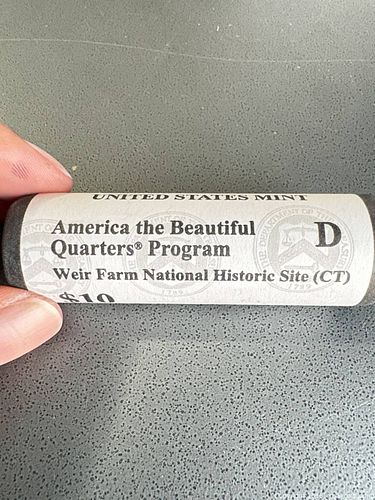 UNITED STATES MINT
America the Beautiful
Quarters® Program
D
Weir Farm National Historic Site (CT)
$10